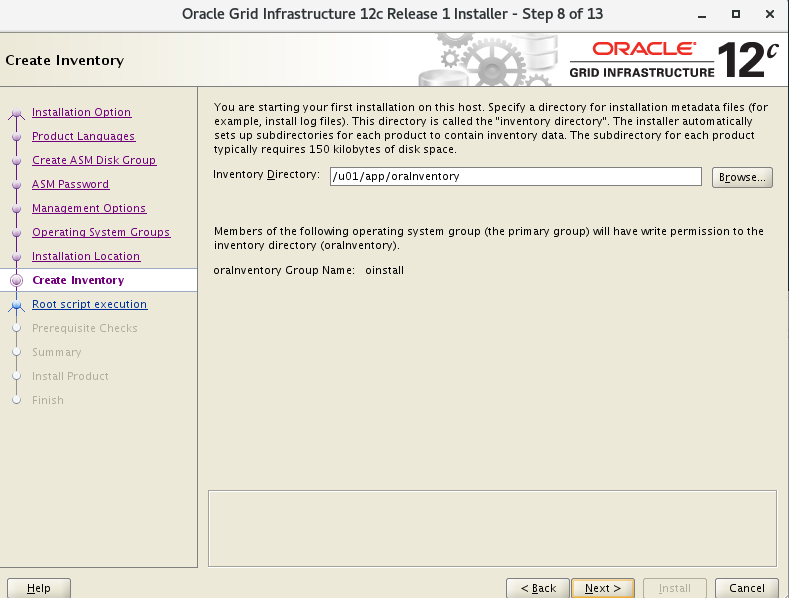 Oracle Grid Infrastructure 12c Release 1 Installer - Step 8 of 13
Create Inventory
ORACLE
GRID INFRASTRUCTURE
12c
Installation Option
Product Languages
Create ASM Disk Group
ASM Password
Management Options
Operating System Groups
Installation Location
Create Inventory
Root script execution
Prerequisite Checks
Summary
Install Product
Finish
You are starting your first installation on this host. Specify a directory for installation metadata files (for
example, install log files). This directory is called the "inventory directory". The installer automatically
sets up subdirectories for each product to contain inventory data. The subdirectory for each product
typically requires 150 kilobytes of disk space.
Inventory Directory: /u01/app/oraInventory Browse...
Members of the following operating system group (the primary group) will have write permission to the
inventory directory (oraInventory).
oraInventory Group Name: oinstall
Help < Back Next > Install Cancel